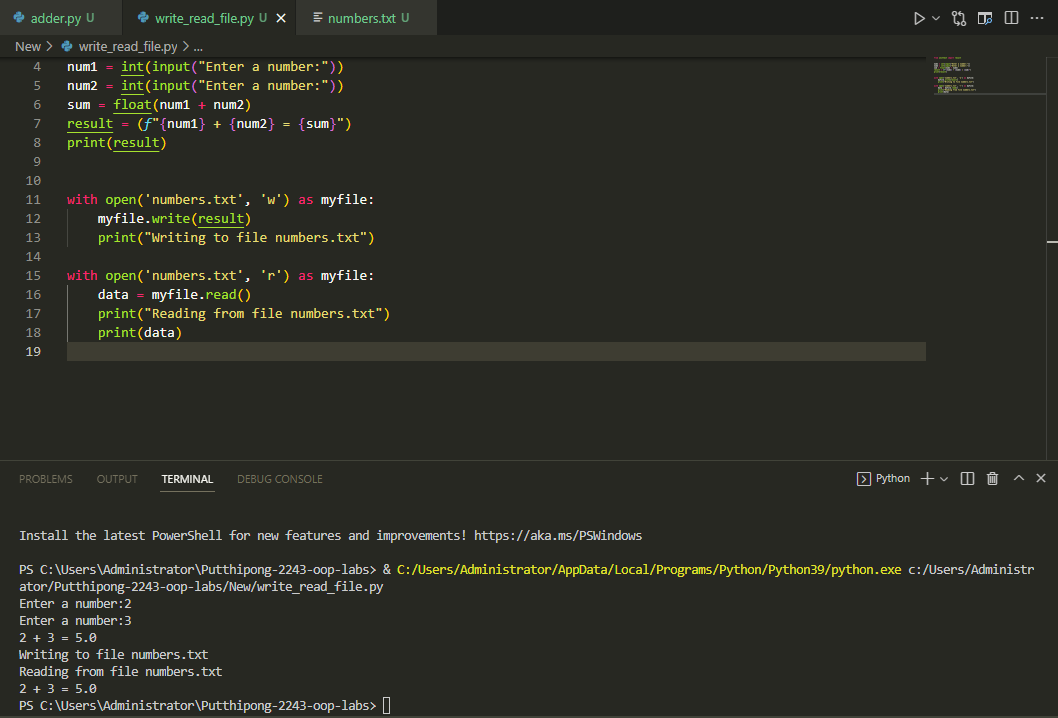 adder.py U write_read_file.py U numbers.txt U
New > write_read_file.py > ...
4 num1 = int(input("Enter a number:"))
5 num2 = int(input("Enter a number:"))
6 sum = float(num1 + num2)
7 result = (f"{num1} + {num2} = {sum}")
8 print(result)
9
10
11 with open('numbers.txt', 'w') as myfile:
12     myfile.write(result)
13     print("Writing to file numbers.txt")
14
15 with open('numbers.txt', 'r') as myfile:
16     data = myfile.read()
17     print("Reading from file numbers.txt")
18     print(data)
19
PROBLEMS OUTPUT TERMINAL DEBUG CONSOLE Python
Install the latest PowerShell for new features and improvements! https://aka.ms/PSWindows
PS C:\Users\Administrator\Putthipong-2243-oop-labs> & C:/Users/Administrator/AppData/Local/Programs/Python/Python39/python.exe c:/Users/Administr
ator/Putthipong-2243-oop-labs/New/write_read_file.py
Enter a number:2
Enter a number:3
2 + 3 = 5.0
Writing to file numbers.txt
Reading from file numbers.txt
2 + 3 = 5.0
PS C:\Users\Administrator\Putthipong-2243-oop-labs>